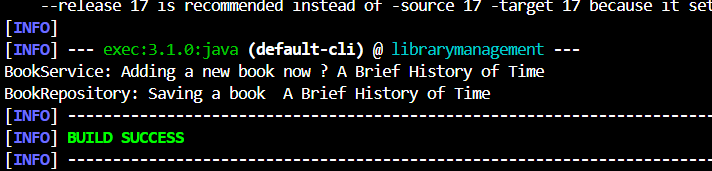 --release 17 is recommended instead of -source 17 -target 17 because it set
[INFO]
[INFO] --- exec:3.1.0:java (default-cli) @ librarymanagement ---
BookService: Adding a new book now ? A Brief History of Time
BookRepository: Saving a book  A Brief History of Time
[INFO] ------------------------------------------------------------------------
[INFO] BUILD SUCCESS
[INFO] ------------------------------------------------------------------------